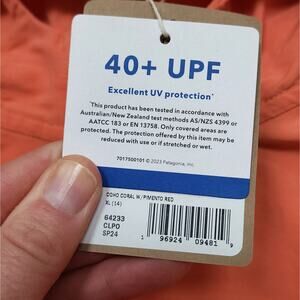 40+ UPF
Excellent UV protection*
*This product has been tested in accordance with
Australian/New Zealand test methods AS/NZS 4399 or
AATCC 183 or EN 13758. Only covered areas are
protected. The protection offered by this item may be
reduced with use or if stretched or wet.
7017500101 © 2023 Patagonia, Inc.
COHO CORAL W/PIMENTO RED
XL (14)
64233
CLPO
SP24
1 96924 09481 9